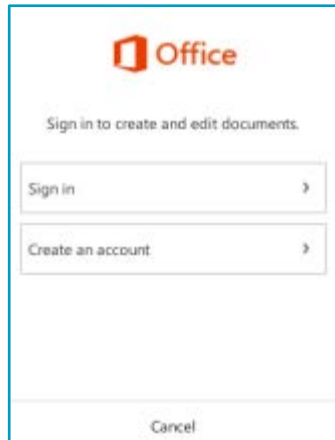 Office
Sign in to create and edit documents.
Sign in
Create an account
Cancel